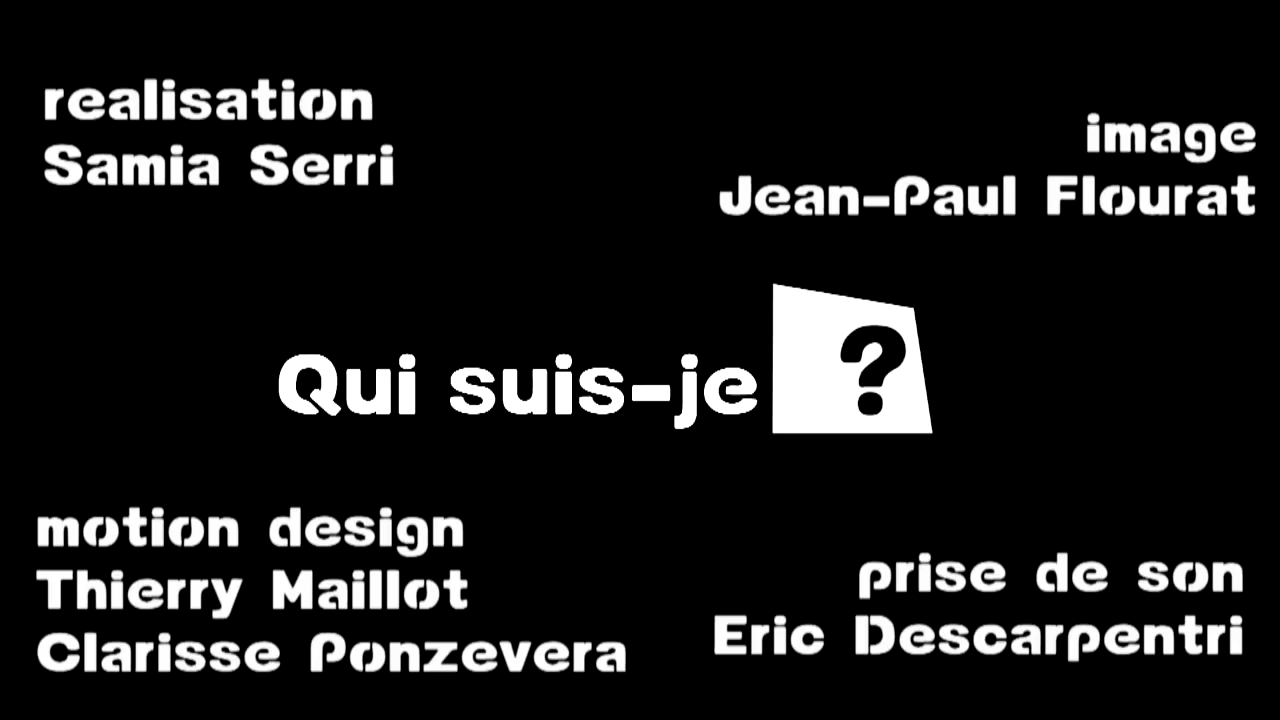 realisation
Samia Serri
image
Jean-Paul Flourat
Qui suis-je ?
motion design
Thierry Maillot
Clarisse Ponzevera
prise de son
Eric Descarpentri